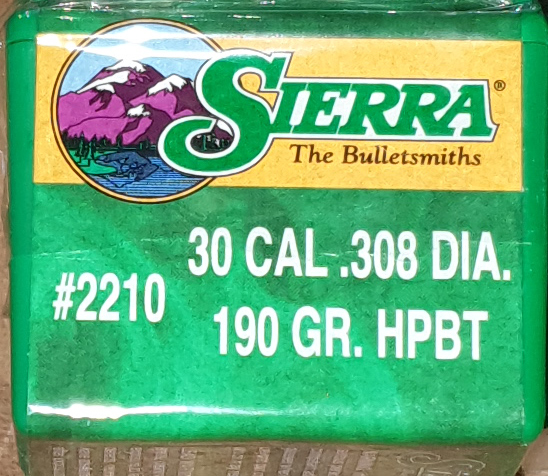 SIERRA®
The Bulletsmiths
30 CAL .308 DIA.
#2210
190 GR. HPBT